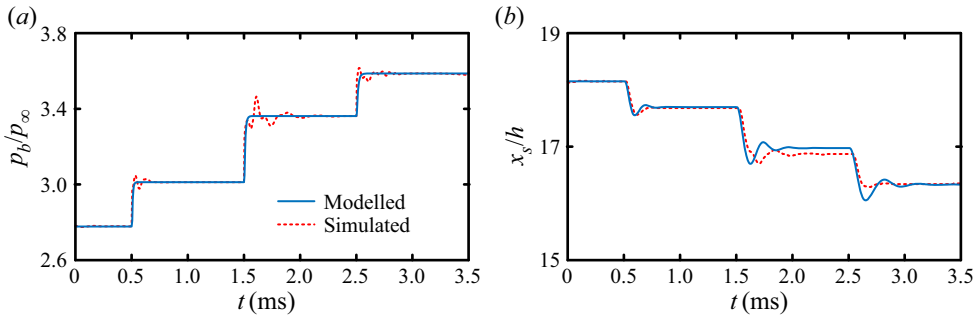 (a)
3.8
3.4
3.0
2.6
p_b/p_∞
Modelled
Simulated
0 0.5 1.0 1.5 2.0 2.5 3.0 3.5
t (ms)
(b)
19
17
15
x_s/h
0 0.5 1.0 1.5 2.0 2.5 3.0 3.5
t (ms)